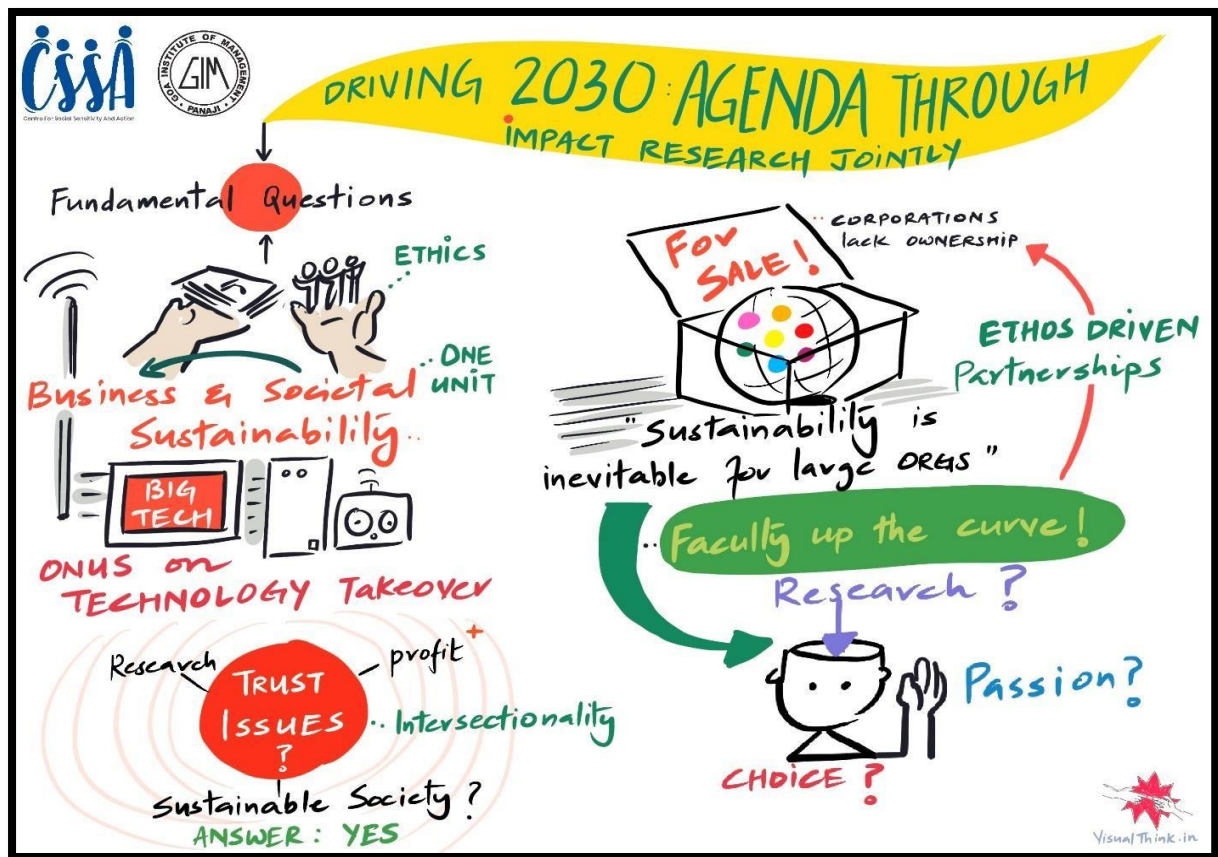 CSSA
Centre For Social Sensitivity And Action
GOA INSTITUTE OF MANAGEMENT
GIM
PANAJI
DRIVING 2030: AGENDA THROUGH
IMPACT RESEARCH JOINTLY
Fundamental Questions
ETHICS
.. ONE
UNIT
Business & Societal
Sustainability..
BIG
TECH
ONUS on
TECHNOLOGY Takeover
Research
profit +
TRUST
ISSUES
?
.. Intersectionality
Sustainable Society ?
ANSWER : YES
FOR
SALE!
.. CORPORATIONS
lack OWNERSHIP
ETHOS DRIVEN
Partnerships
"Sustainability is
inevitable for large ORGS"
.. Faculty up the curve!
Research ?
Passion?
CHOICE ?
VisualThink.in